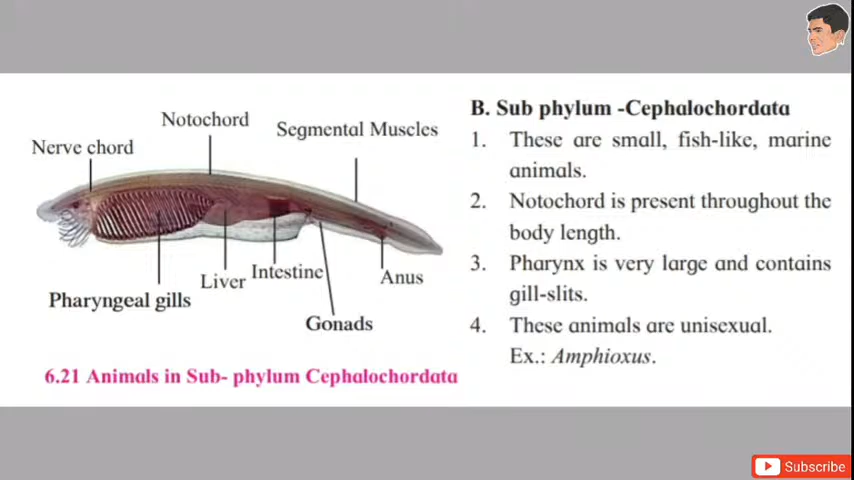 Notochord
Segmental Muscles
Nerve chord
Liver
Intestine
Anus
Pharyngeal gills
Gonads
6.21 Animals in Sub- phylum Cephalochordata
B. Sub phylum -Cephalochordata
1. These are small, fish-like, marine
animals.
2. Notochord is present throughout the
body length.
3. Pharynx is very large and contains
gill-slits.
4. These animals are unisexual.
Ex.: Amphioxus.
Subscribe